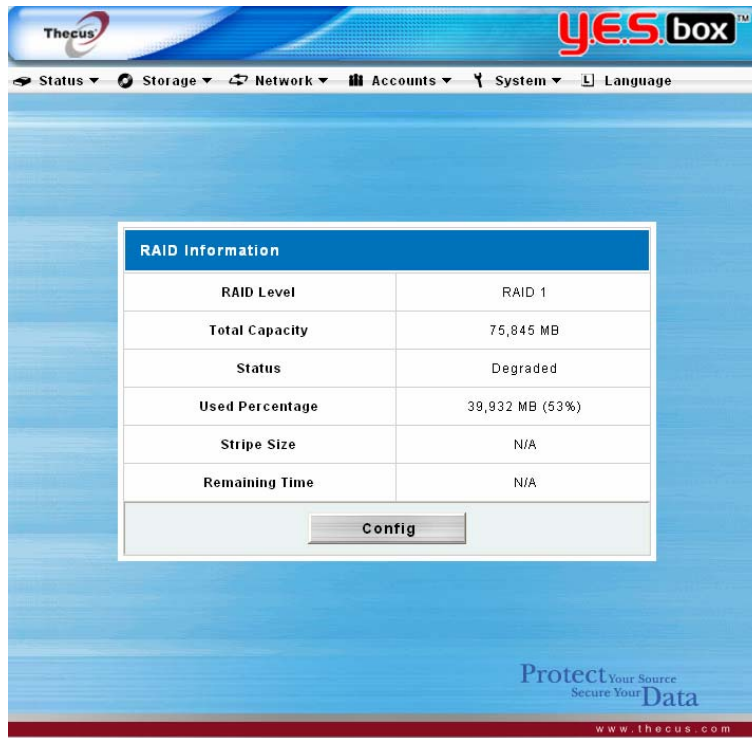 Thecus
Y.E.S.box TM
Status Storage Network Accounts System L Language
RAID Information
RAID Level RAID 1
Total Capacity 75,845 MB
Status Degraded
Used Percentage 39,932 MB (53%)
Stripe Size N/A
Remaining Time N/A
Config
Protect Your Source
Secure Your Data
www.thecus.com